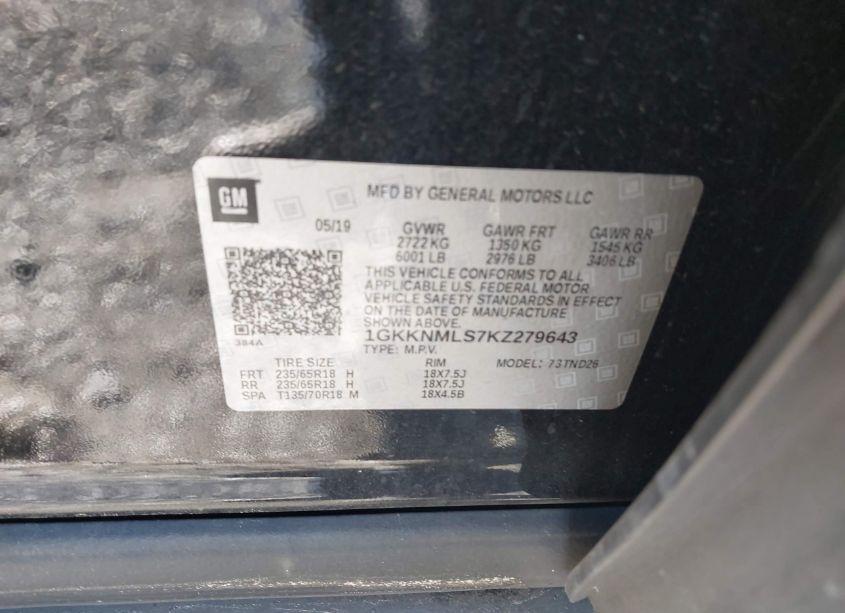 GM
MFD BY GENERAL MOTORS LLC
05/19 GVWR GAWR FRT GAWR RR
2722 KG 1350 KG 1545 KG
6001 LB 2976 LB 3406 LB
THIS VEHICLE CONFORMS TO ALL
APPLICABLE U.S. FEDERAL MOTOR
VEHICLE SAFETY STANDARDS IN EFFECT
ON THE DATE OF MANUFACTURE
SHOWN ABOVE.
384A
1GKKNMLS7KZ279643
TYPE: M.P.V. MODEL: 73TND26
TIRE SIZE RIM
FRT 235/65R18 H 18X7.5J
RR 235/65R18 H 18X7.5J
SPA T135/70R18 M 18X4.5B